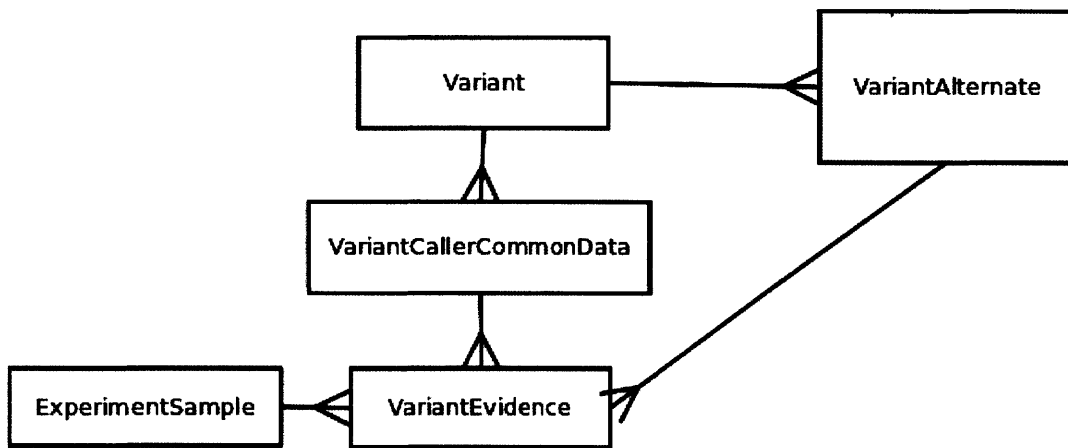 Variant
VariantAlternate
VariantCallerCommonData
ExperimentSample
VariantEvidence